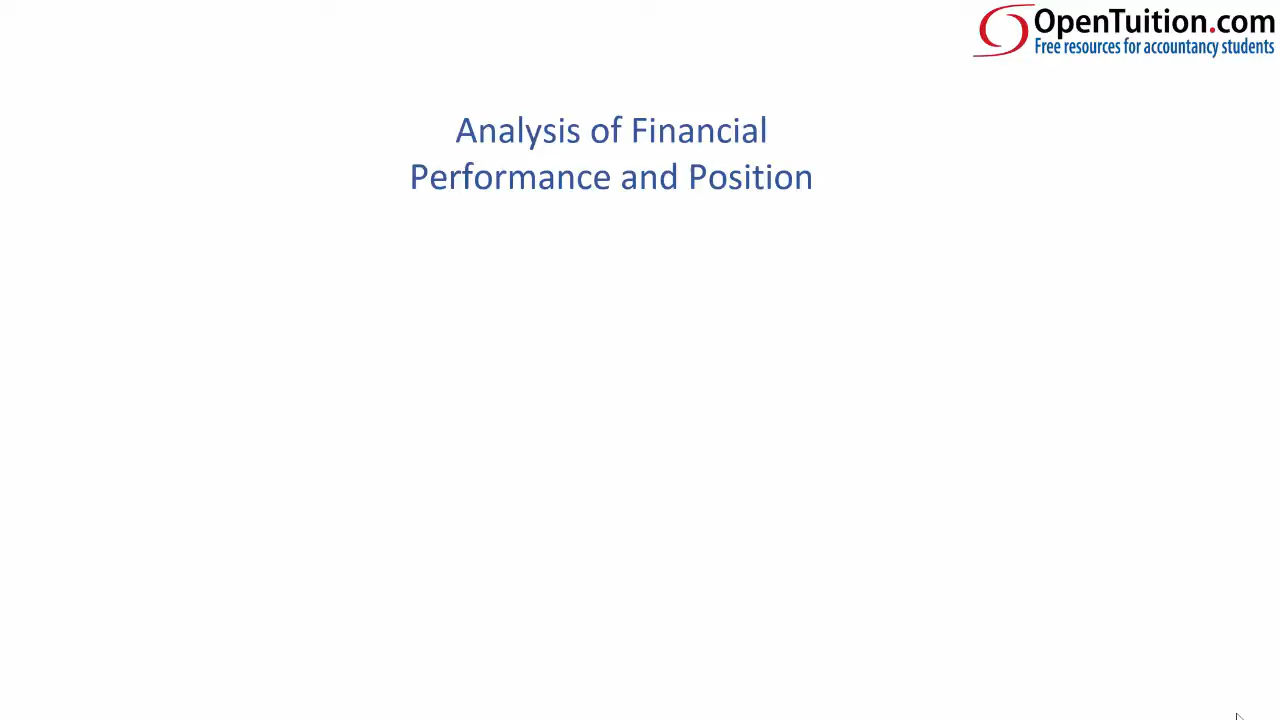 OpenTuition.com
Free resources for accountancy students
Analysis of Financial
Performance and Position